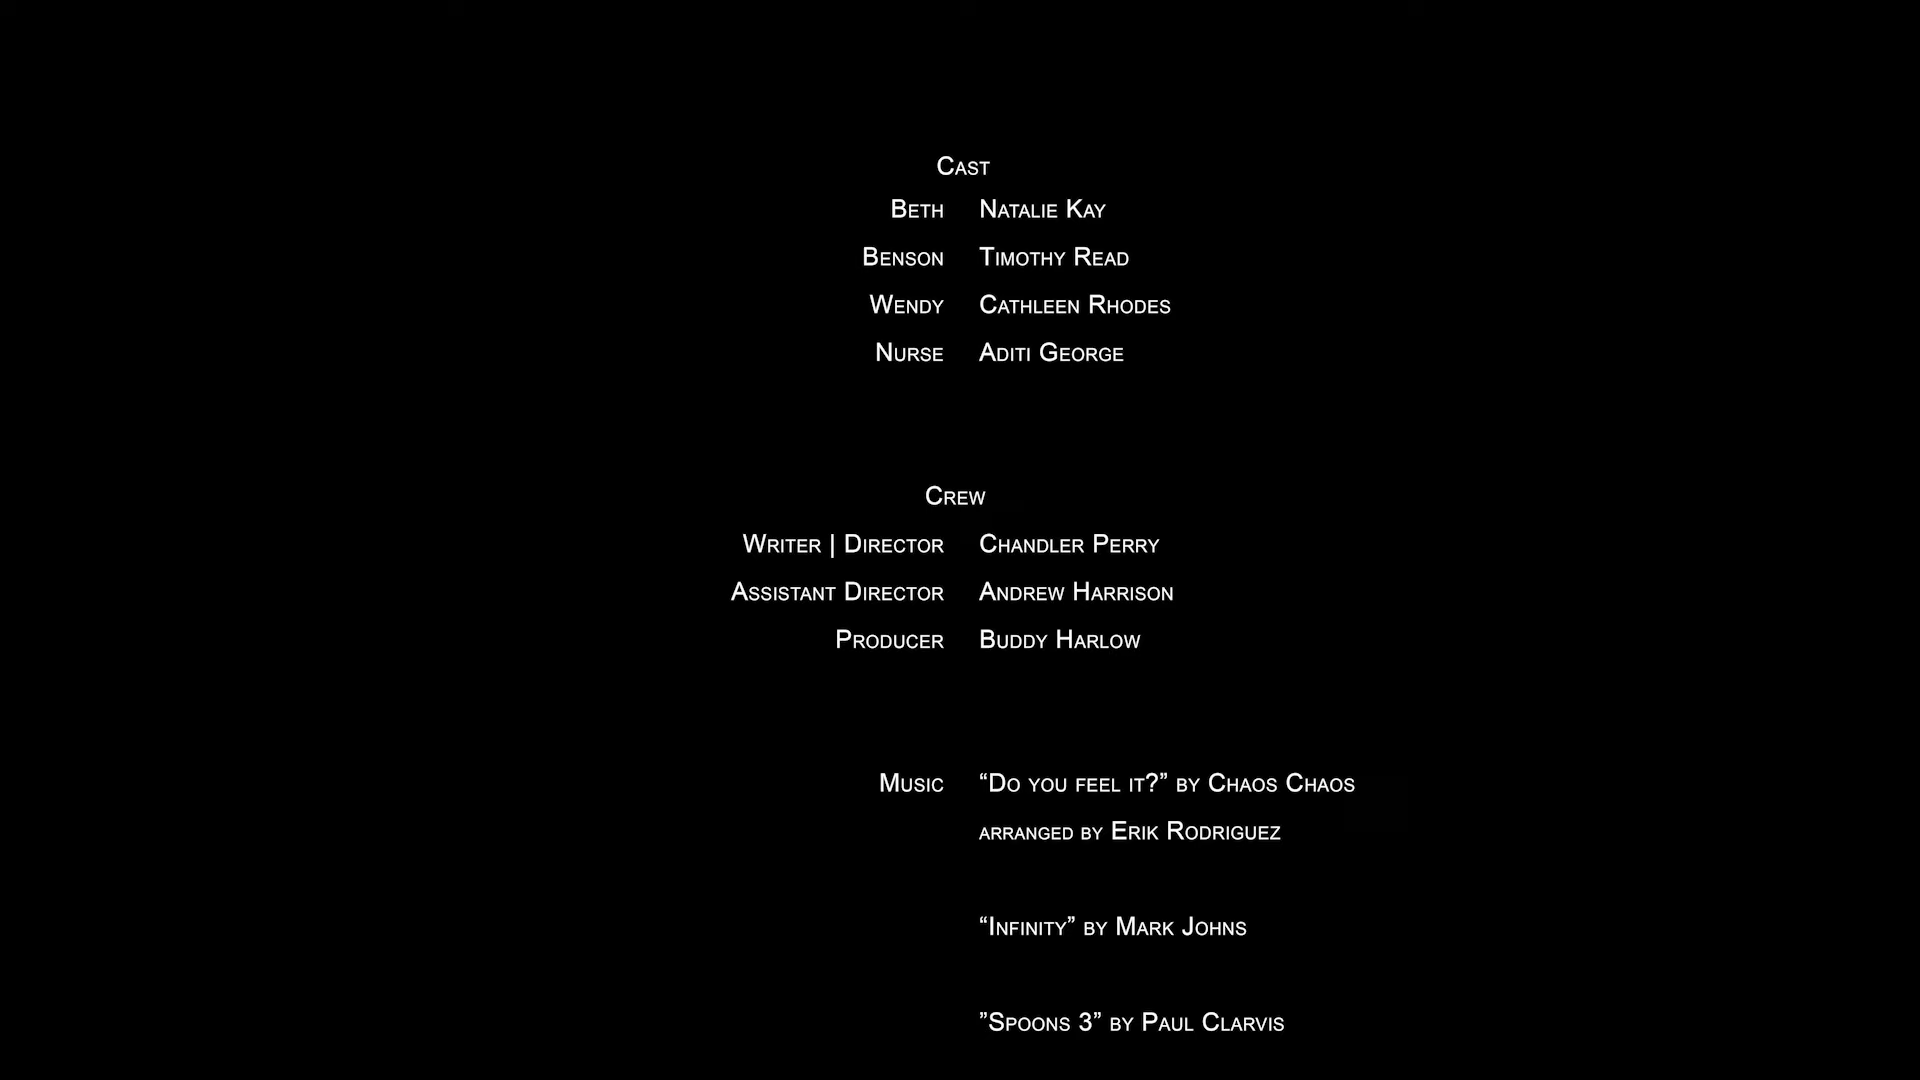 Cast
Beth Natalie Kay
Benson Timothy Read
Wendy Cathleen Rhodes
Nurse Aditi George
Crew
Writer | Director Chandler Perry
Assistant Director Andrew Harrison
Producer Buddy Harlow
Music “Do you feel it?” by Chaos Chaos
arranged by Erik Rodriguez
“Infinity” by Mark Johns
”Spoons 3” by Paul Clarvis